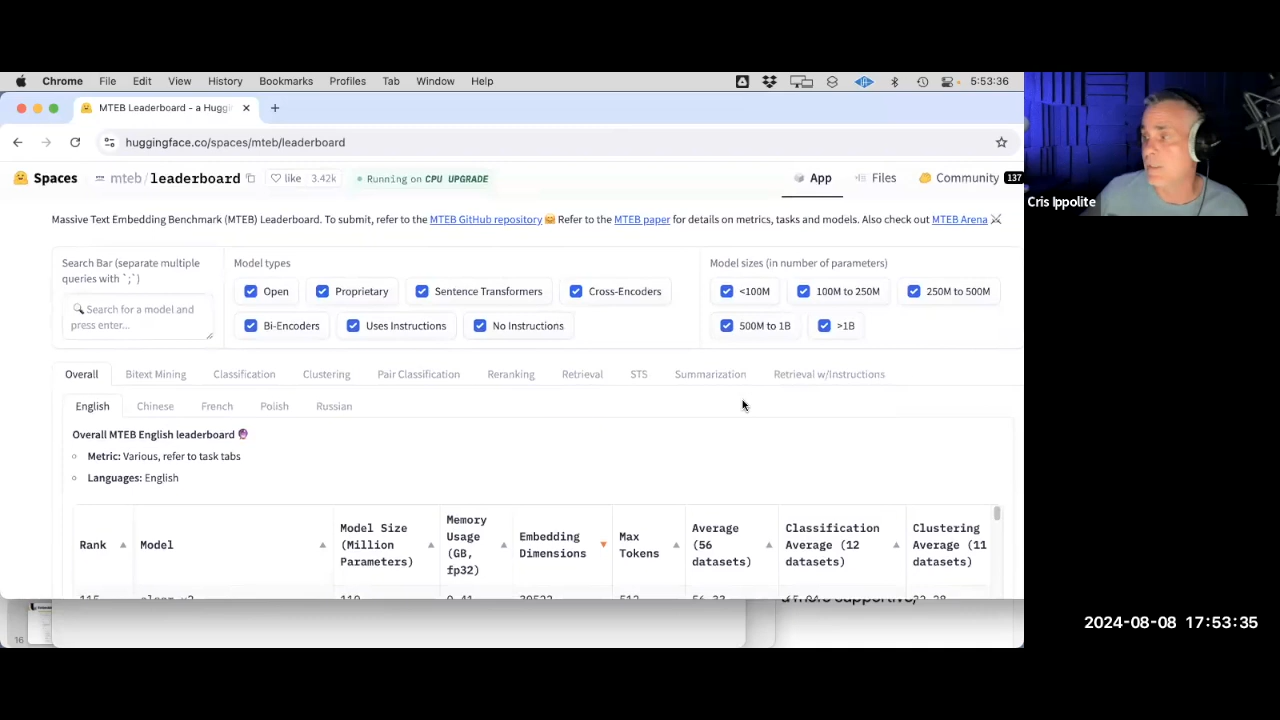 Chrome File Edit View History Bookmarks Profiles Tab Window Help 5:53:36
MTEB Leaderboard - a Huggi
huggingface.co/spaces/mteb/leaderboard
Spaces mteb/leaderboard like 3.42k Running on CPU UPGRADE App Files Community 137
Cris Ippolite
Massive Text Embedding Benchmark (MTEB) Leaderboard. To submit, refer to the MTEB GitHub repository 🤗 Refer to the MTEB paper for details on metrics, tasks and models. Also check out MTEB Arena ⚔
Search Bar (separate multiple
queries with `;`)
🔍 Search for a model and
press enter...
Model types
Open Proprietary Sentence Transformers Cross-Encoders
Bi-Encoders Uses Instructions No Instructions
Model sizes (in number of parameters)
<100M 100M to 250M 250M to 500M
500M to 1B >1B
Overall Bitext Mining Classification Clustering Pair Classification Reranking Retrieval STS Summarization Retrieval w/Instructions
English Chinese French Polish Russian
Overall MTEB English leaderboard 🔮
Metric: Various, refer to task tabs
Languages: English
Rank
Model
Model Size
(Million
Parameters)
Memory
Usage
(GB,
fp32)
Embedding
Dimensions
Max
Tokens
Average
(56
datasets)
Classification
Average (12
datasets)
Clustering
Average (11
datasets)
16
2024-08-08 17:53:35